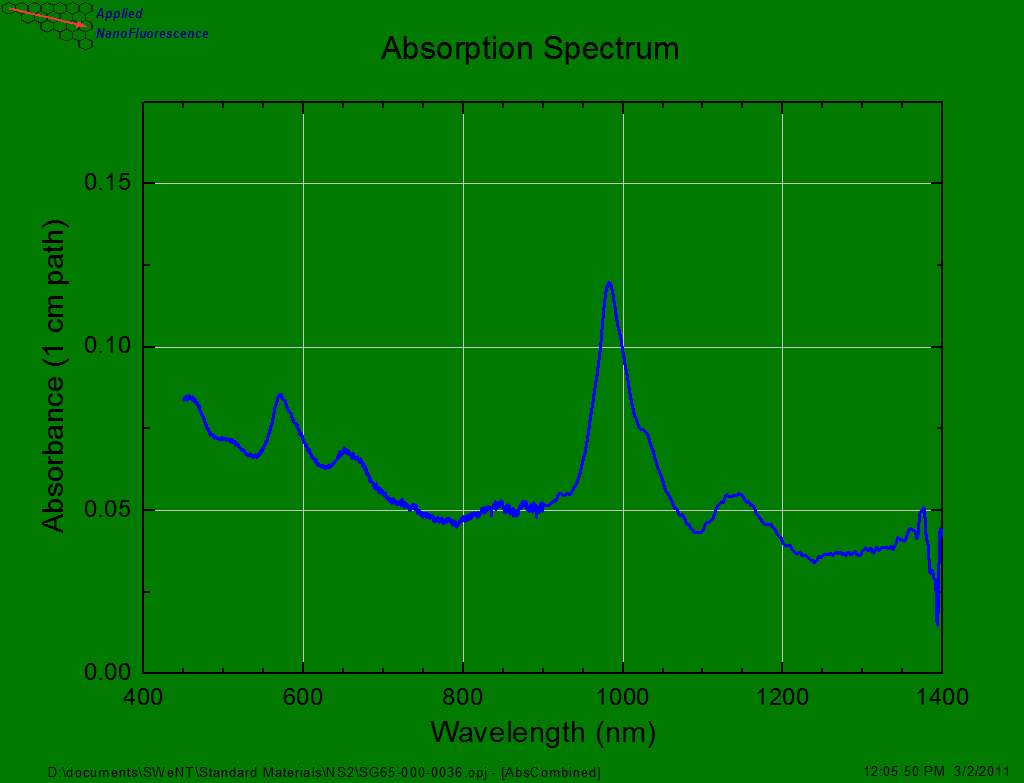 Applied
NanoFluorescence
Absorption Spectrum
Absorbance (1 cm path)
0.15
0.10
0.05
0.00
400 600 800 1000 1200 1400
Wavelength (nm)
D:\documents\SWeNT\Standard Materials\NS2\SG65-000-0036.opj - [AbsCombined]
12:05:50 PM 3/2/2011